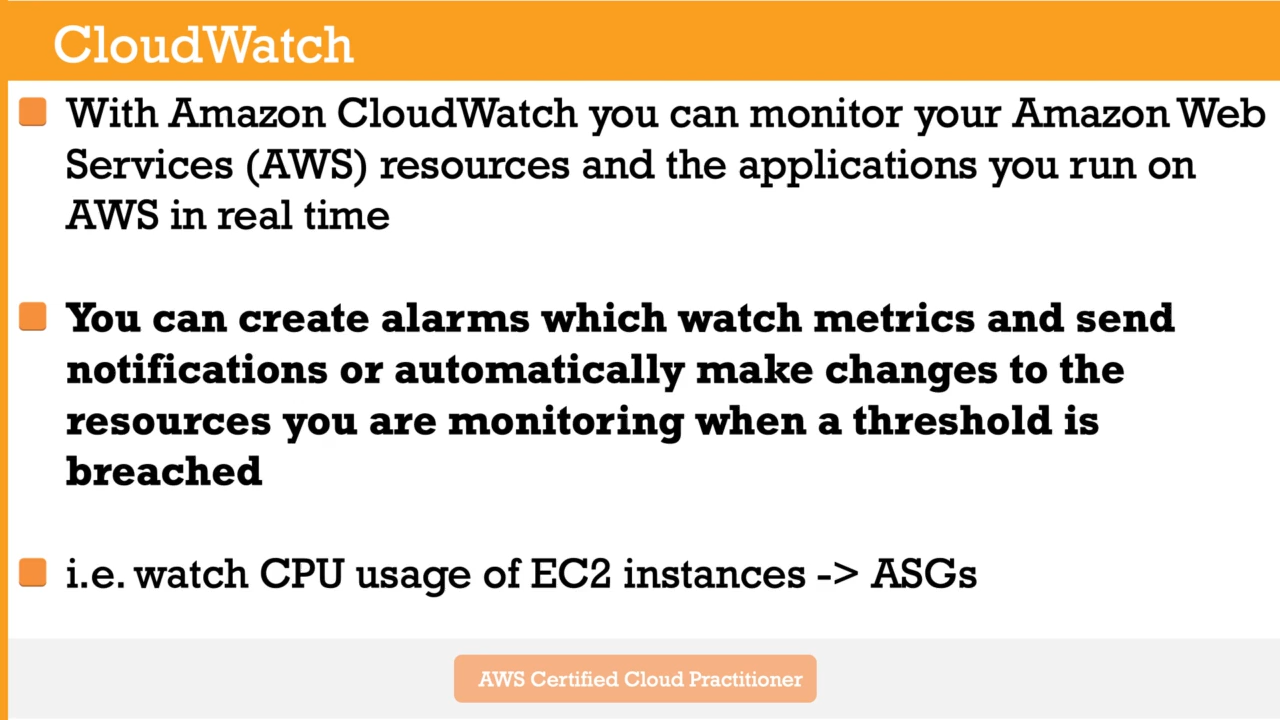 CloudWatch
With Amazon CloudWatch you can monitor your Amazon Web
Services (AWS) resources and the applications you run on
AWS in real time
You can create alarms which watch metrics and send
notifications or automatically make changes to the
resources you are monitoring when a threshold is
breached
i.e. watch CPU usage of EC2 instances -> ASGs
AWS Certified Cloud Practitioner